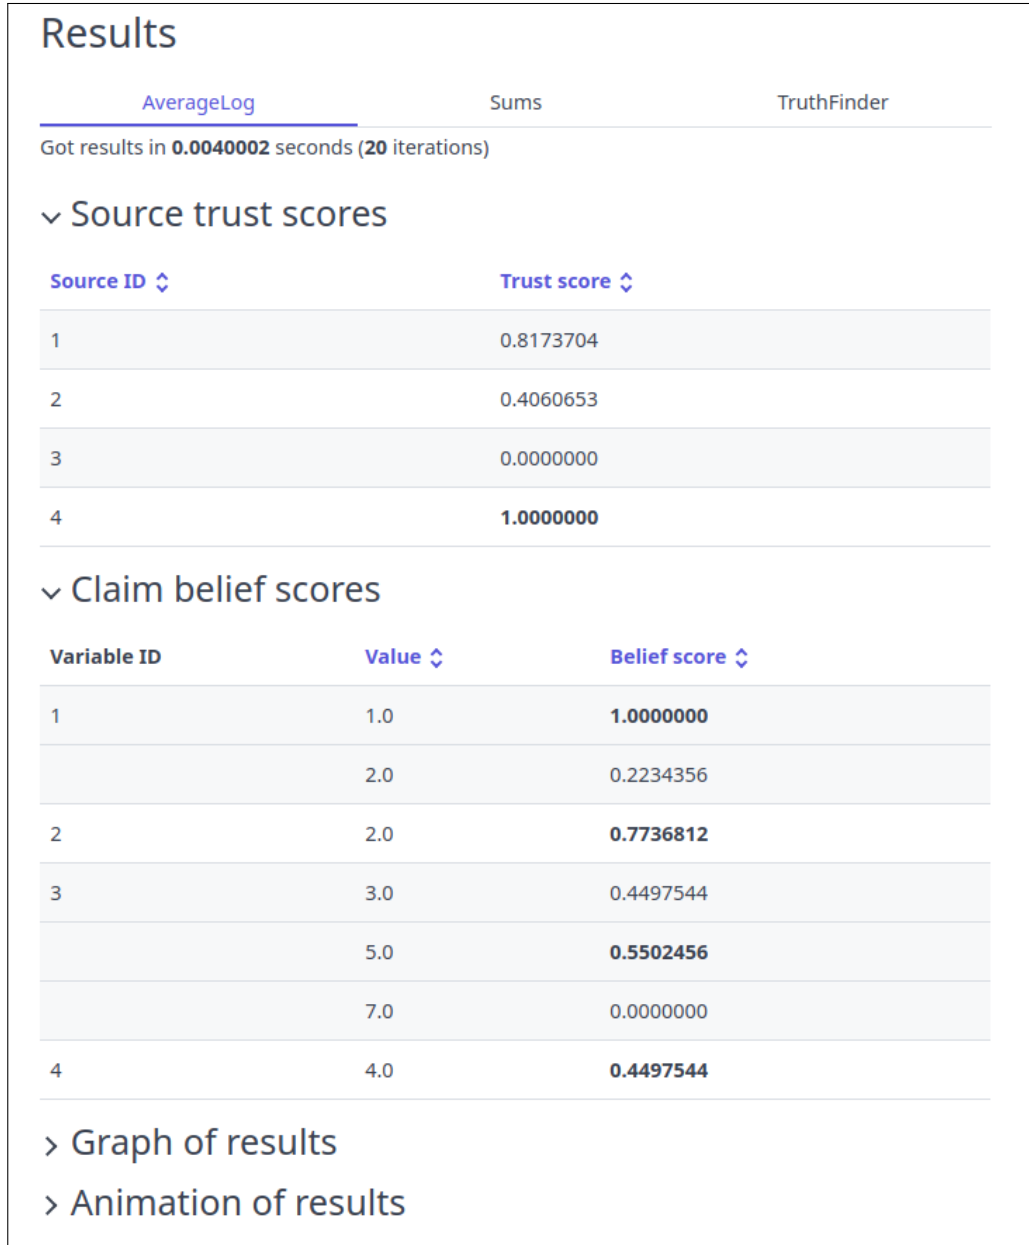 Results
AverageLog Sums TruthFinder
Got results in 0.0040002 seconds (20 iterations)
Source trust scores
Source ID Trust score
1 0.8173704
2 0.4060653
3 0.0000000
4 1.0000000
Claim belief scores
Variable ID Value Belief score
1 1.0 1.0000000
2.0 0.2234356
2 2.0 0.7736812
3 3.0 0.4497544
5.0 0.5502456
7.0 0.0000000
4 4.0 0.4497544
Graph of results
Animation of results